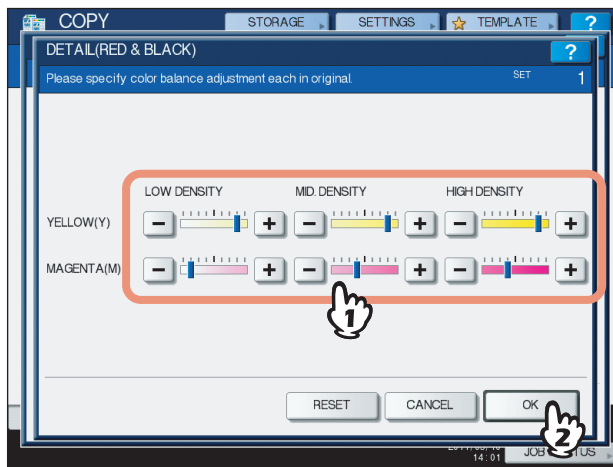 COPY STORAGE SETTINGS TEMPLATE ?
DETAIL(RED & BLACK) ?
Please specify color balance adjustment each in original. SET 1
LOW DENSITY MID. DENSITY HIGH DENSITY
YELLOW(Y) − + − + − +
MAGENTA(M) − + − + − +
1
RESET CANCEL OK
2
14:01 JOB